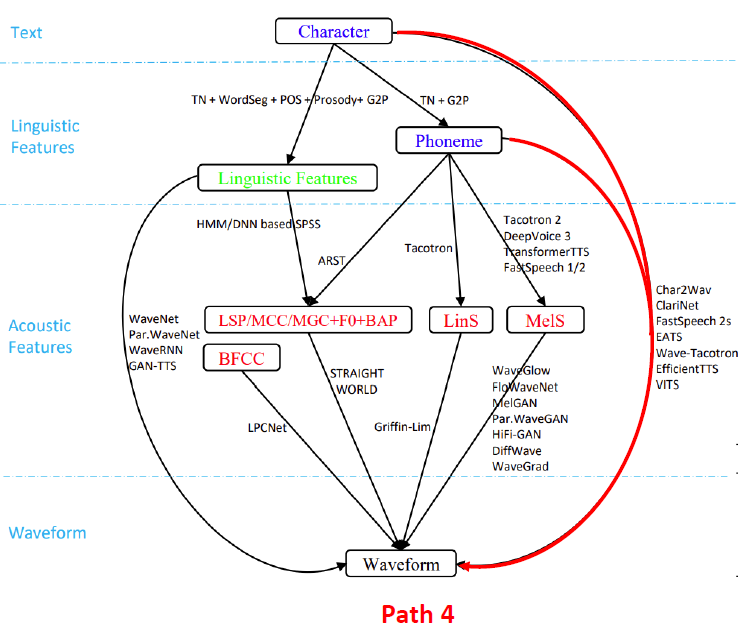 Text
Character
TN + WordSeg + POS + Prosody+ G2P
TN + G2P
Linguistic
Features
Phoneme
Linguistic Features
HMM/DNN based SPSS
ARST
Tacotron
Tacotron 2
DeepVoice 3
TransformerTTS
FastSpeech 1/2
Acoustic
Features
WaveNet
Par.WaveNet
WaveRNN
GAN-TTS
LSP/MCC/MGC+F0+BAP
LinS
MelS
BFCC
Char2Wav
ClariNet
FastSpeech 2s
EATS
Wave-Tacotron
EfficientTTS
VITS
STRAIGHT
WORLD
LPCNet
Griffin-Lim
WaveGlow
FloWaveNet
MelGAN
Par.WaveGAN
HiFi-GAN
DiffWave
WaveGrad
Waveform
Waveform
Path 4